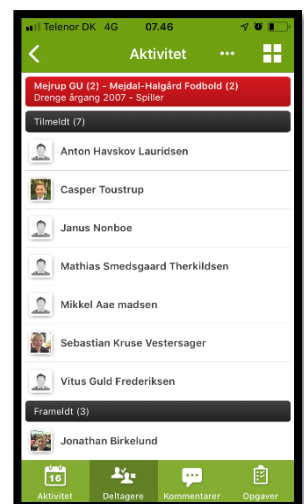 Telenor DK 4G 07.46
Aktivitet
Mejrup GU (2) - Mejdal-Halgård Fodbold (2)
Drenge årgang 2007 - Spiller
Tilmeldt (7)
Anton Havskov Lauridsen
Casper Toustrup
Janus Nonboe
Mathias Smedsgaard Therkildsen
Mikkel Aae madsen
Sebastian Kruse Vestersager
Vitus Guld Frederiksen
Frameldt (3)
Jonathan Birkelund
16
Aktivitet Deltagere Kommentarer Opgaver